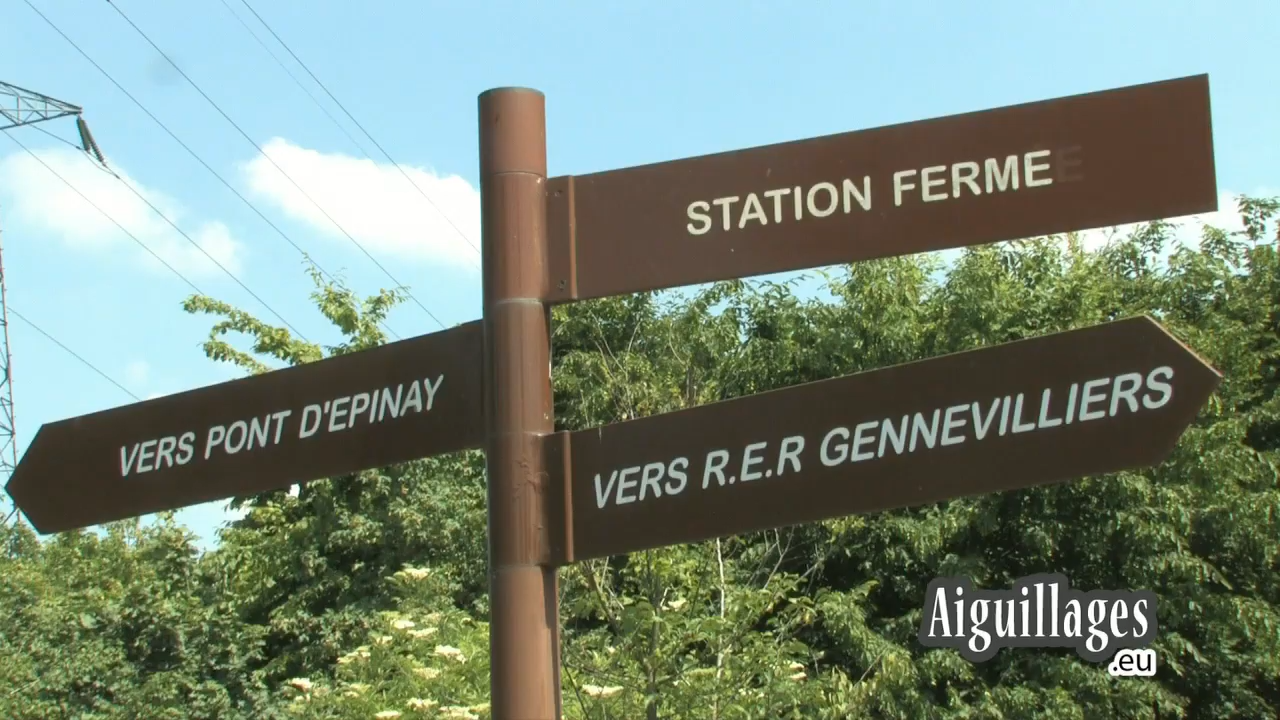 STATION FERME
VERS PONT D'EPINAY
VERS R.E.R GENNEVILLIERS
Aiguillages
.eu